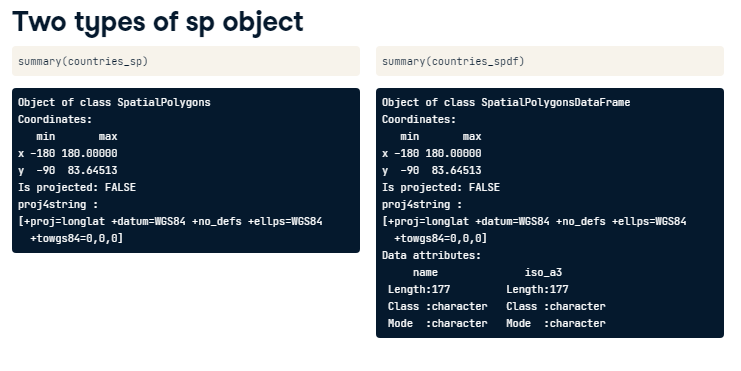 Two types of sp object
summary(countries_sp)
Object of class SpatialPolygons
Coordinates:
   min       max
x -180 180.00000
y  -90  83.64513
Is projected: FALSE
proj4string :
[+proj=longlat +datum=WGS84 +no_defs +ellps=WGS84
  +towgs84=0,0,0]
summary(countries_spdf)
Object of class SpatialPolygonsDataFrame
Coordinates:
   min       max
x -180 180.00000
y  -90  83.64513
Is projected: FALSE
proj4string :
[+proj=longlat +datum=WGS84 +no_defs +ellps=WGS84
  +towgs84=0,0,0]
Data attributes:
     name              iso_a3
 Length:177         Length:177
 Class :character   Class :character
 Mode  :character   Mode  :character